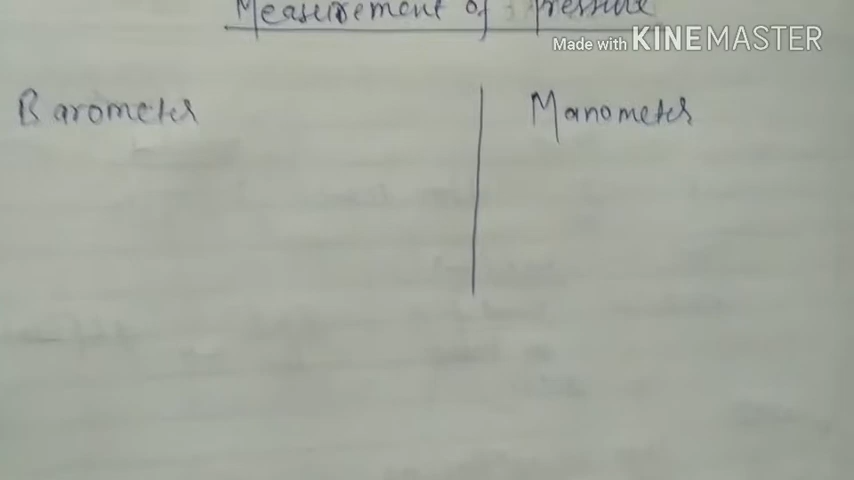 Measurement of Pressure
Made with KINEMASTER
Barometer
Manometer